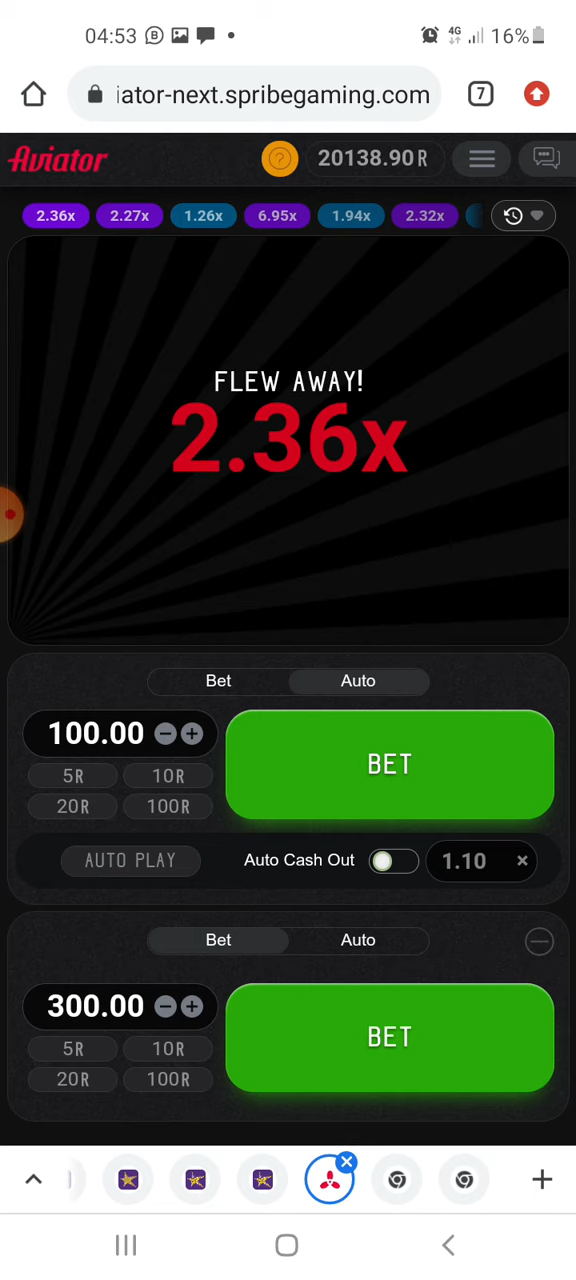 04:53 4G 16%
iator-next.spribegaming.com 7
Aviator 20138.90 R
2.36x 2.27x 1.26x 6.95x 1.94x 2.32x
FLEW AWAY!
2.36x
Bet Auto
100.00 BET
5R 10R
20R 100R
AUTO PLAY Auto Cash Out 1.10 ×
Bet Auto
300.00 BET
5R 10R
20R 100R